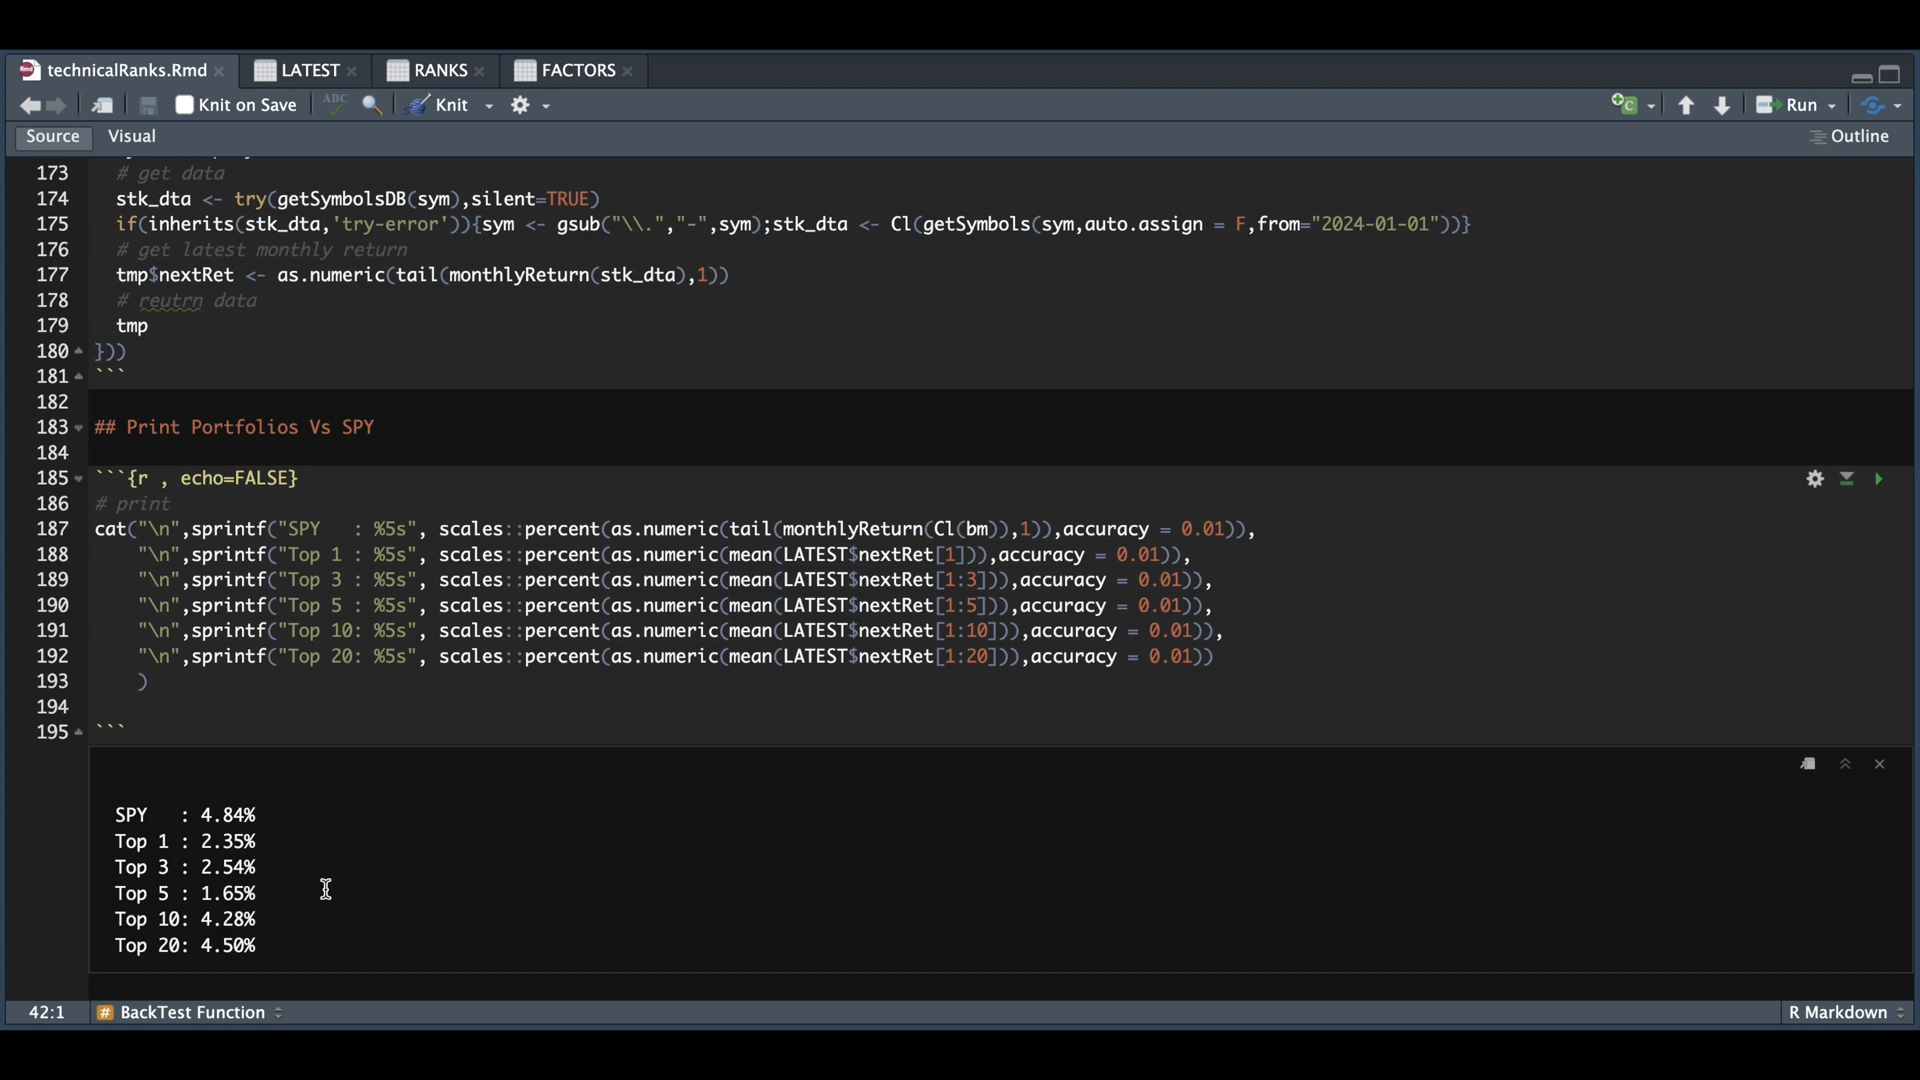 technicalRanks.Rmd
LATEST
RANKS
FACTORS
Knit on Save
ABC
Knit
Run
Source
Visual
Outline
173 # get data
174 stk_dta <- try(getSymbolsDB(sym),silent=TRUE)
175 if(inherits(stk_dta,'try-error')){sym <- gsub("\\.","-",sym);stk_dta <- Cl(getSymbols(sym,auto.assign = F,from="2024-01-01"))}
176 # get latest monthly return
177 tmp$nextRet <- as.numeric(tail(monthlyReturn(stk_dta),1))
178 # reutrn data
179 tmp
180 }))
181 ```
182
183 ## Print Portfolios Vs SPY
184
185 ```{r , echo=FALSE}
186 # print
187 cat("\n",sprintf("SPY   : %5s", scales::percent(as.numeric(tail(monthlyReturn(Cl(bm)),1)),accuracy = 0.01)),
188 "\n",sprintf("Top 1 : %5s", scales::percent(as.numeric(mean(LATEST$nextRet[1])),accuracy = 0.01)),
189 "\n",sprintf("Top 3 : %5s", scales::percent(as.numeric(mean(LATEST$nextRet[1:3])),accuracy = 0.01)),
190 "\n",sprintf("Top 5 : %5s", scales::percent(as.numeric(mean(LATEST$nextRet[1:5])),accuracy = 0.01)),
191 "\n",sprintf("Top 10: %5s", scales::percent(as.numeric(mean(LATEST$nextRet[1:10])),accuracy = 0.01)),
192 "\n",sprintf("Top 20: %5s", scales::percent(as.numeric(mean(LATEST$nextRet[1:20])),accuracy = 0.01))
193 )
194
195 ```
SPY   : 4.84%
Top 1 : 2.35%
Top 3 : 2.54%
Top 5 : 1.65%
Top 10: 4.28%
Top 20: 4.50%
42:1
# BackTest Function
R Markdown